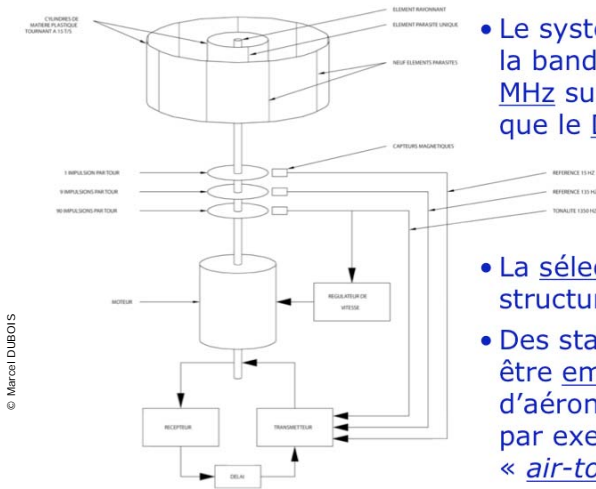 CYLINDRES DE
MATIERE PLASTIQUE
TOURNANT A 15 T/S
ELEMENT RAYONNANT
ELEMENT PARASITE UNIQUE
NEUF ELEMENTS PARASITES
CAPTEURS MAGNETIQUES
1 IMPULSION PAR TOUR
9 IMPULSIONS PAR TOUR
90 IMPULSIONS PAR TOUR
REFERENCE 15 HZ
REFERENCE 135 HZ
TONALITE 1350 HZ
MOTEUR
REGULATEUR DE
VITESSE
RECEPTEUR
TRANSMETTEUR
DELAI
© Marcel DUBOIS
• Le systè
la band
MHz su
que le D
• La sélec
structur
• Des sta
être em
d'aéron
par exe
« air-to